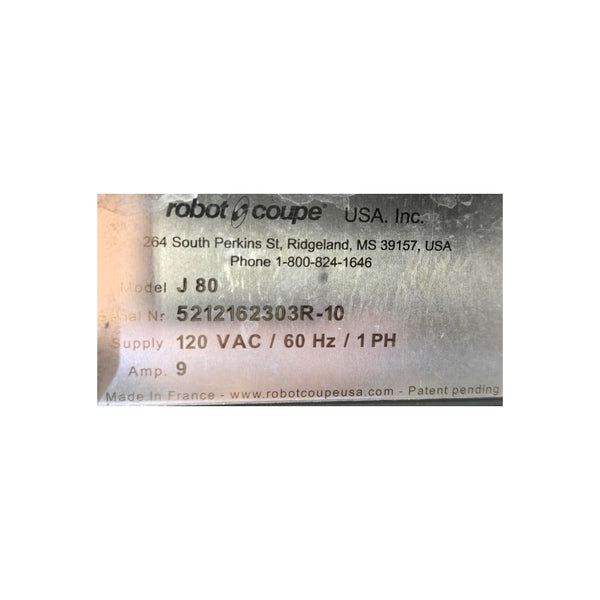 robot coupe® USA. Inc.
264 South Perkins St, Ridgeland, MS 39157, USA
Phone 1-800-824-1646
Model J 80
Serial Nr 5212162303R-10
Supply 120 VAC / 60 Hz / 1 PH
Amp. 9
Made In France - www.robotcoupeusa.com - Patent pending